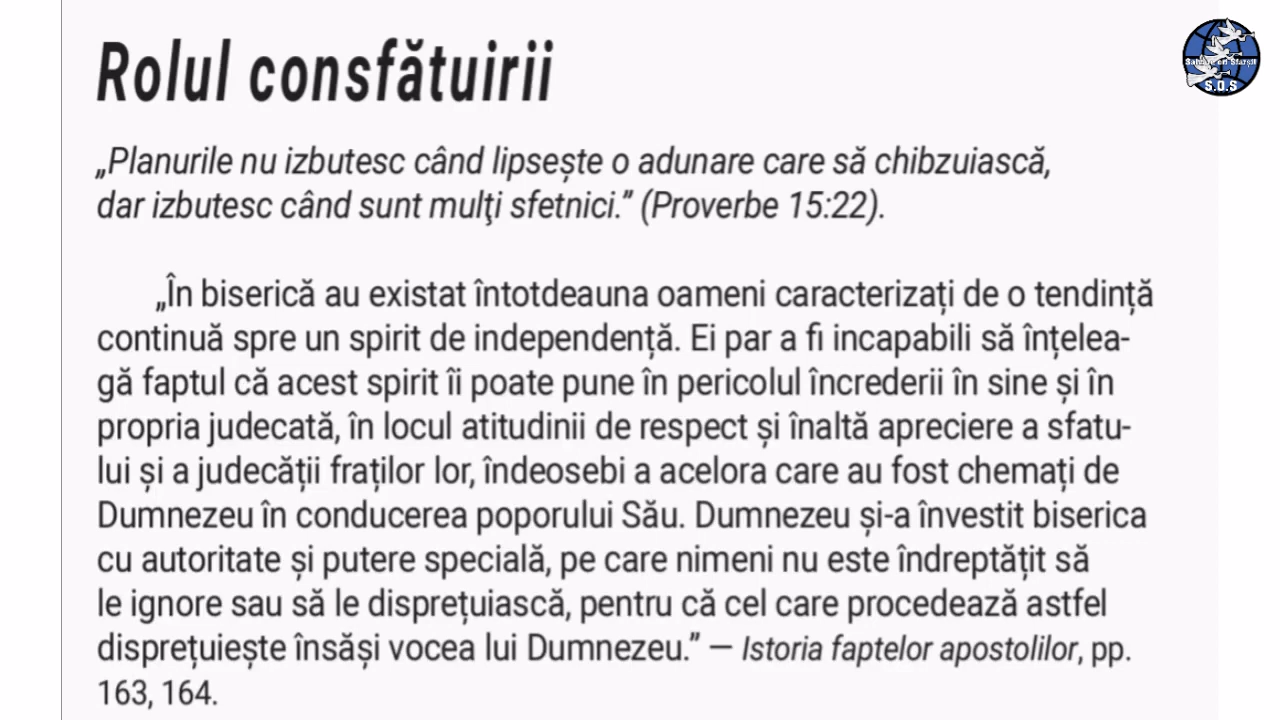 Rolul consfătuirii
„Planurile nu izbutesc când lipsește o adunare care să chibzuiască,
dar izbutesc când sunt mulţi sfetnici.” (Proverbe 15:22).
„În biserică au existat întotdeauna oameni caracterizați de o tendință
continuă spre un spirit de independență. Ei par a fi incapabili să înțelea-
gă faptul că acest spirit îi poate pune în pericolul încrederii în sine și în
propria judecată, în locul atitudinii de respect și înaltă apreciere a sfatu-
lui și a judecății fraților lor, îndeosebi a acelora care au fost chemați de
Dumnezeu în conducerea poporului Său. Dumnezeu și-a învestit biserica
cu autoritate și putere specială, pe care nimeni nu este îndreptățit să
le ignore sau să le disprețuiască, pentru că cel care procedează astfel
disprețuiește însăși vocea lui Dumnezeu.” — Istoria faptelor apostolilor, pp.
163, 164.
S.O.S